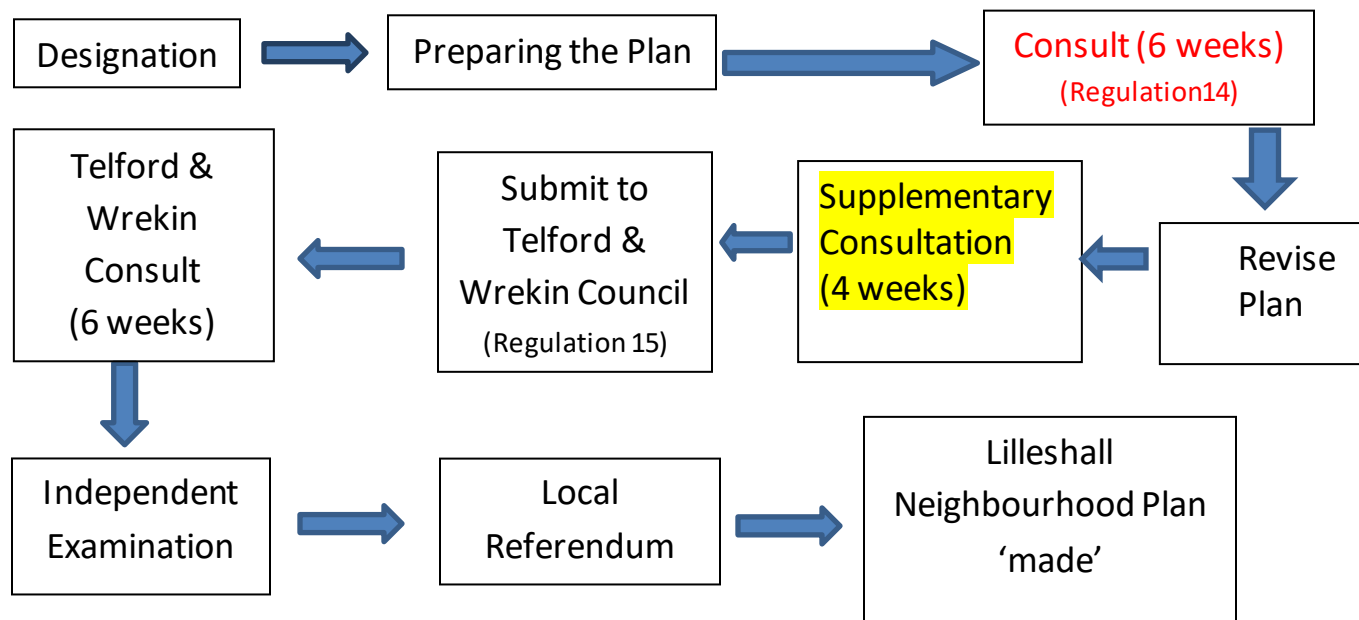 Designation
Preparing the Plan
Consult (6 weeks)
(Regulation14)
Revise
Plan
Supplementary
Consultation
(4 weeks)
Submit to
Telford &
Wrekin Council
(Regulation 15)
Telford &
Wrekin
Consult
(6 weeks)
Independent
Examination
Local
Referendum
Lilleshall
Neighbourhood Plan
‘made’